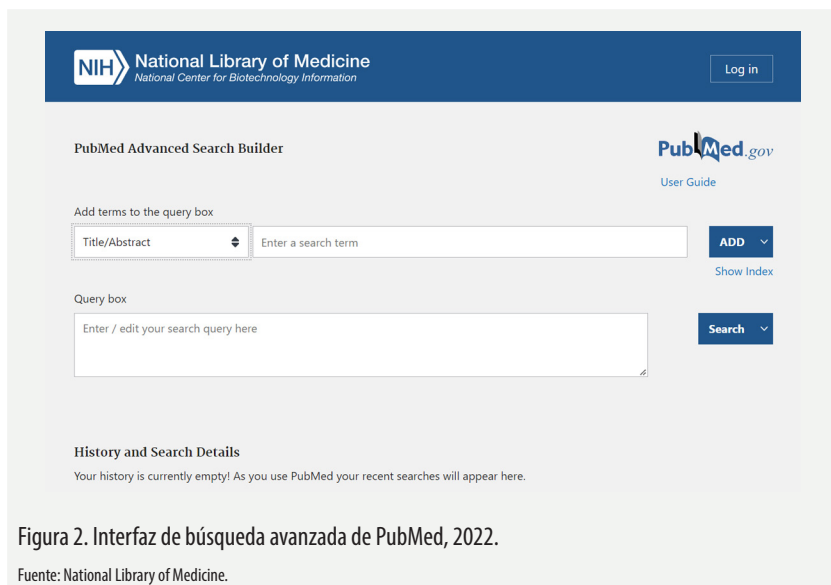 NIH National Library of Medicine
National Center for Biotechnology Information
Log in
PubMed Advanced Search Builder
PubMed.gov
User Guide
Add terms to the query box
Title/Abstract
Enter a search term
ADD
Show Index
Query box
Enter / edit your search query here
Search
History and Search Details
Your history is currently empty! As you use PubMed your recent searches will appear here.
Figura 2. Interfaz de búsqueda avanzada de PubMed, 2022.
Fuente: National Library of Medicine.